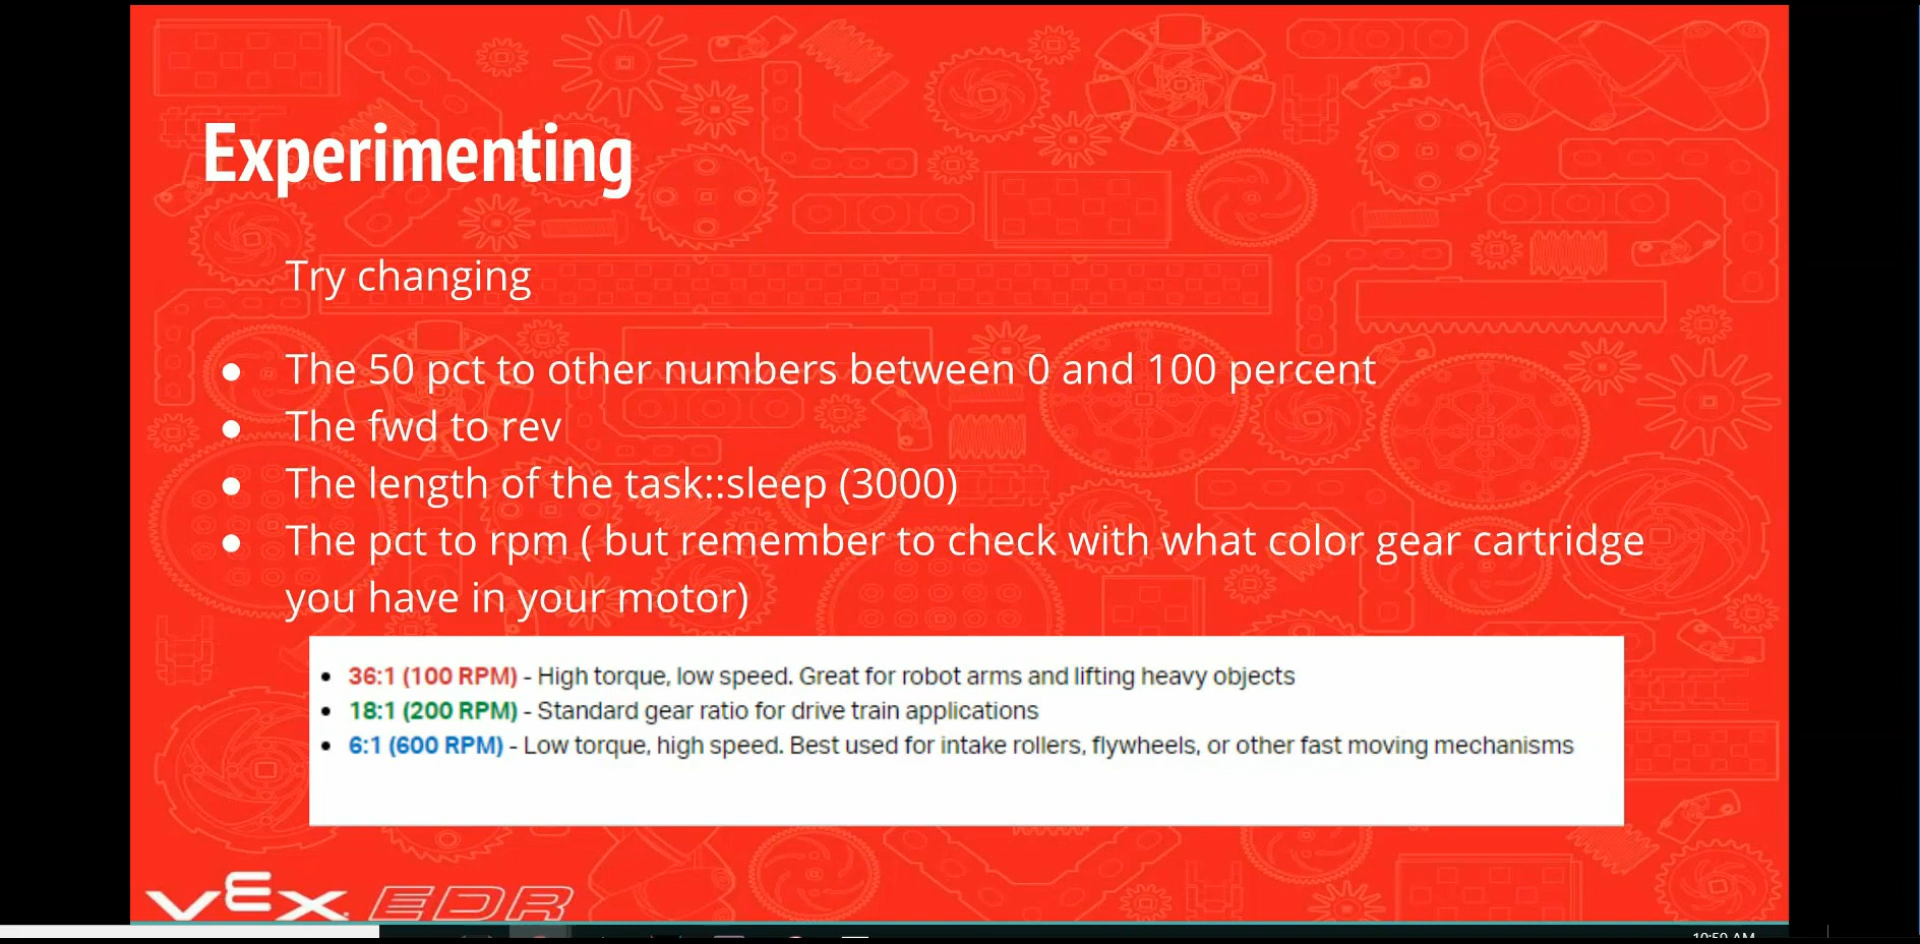 Experimenting
Try changing
● The 50 pct to other numbers between 0 and 100 percent
● The fwd to rev
● The length of the task::sleep (3000)
● The pct to rpm ( but remember to check with what color gear cartridge
you have in your motor)
• 36:1 (100 RPM) - High torque, low speed. Great for robot arms and lifting heavy objects
• 18:1 (200 RPM) - Standard gear ratio for drive train applications
• 6:1 (600 RPM) - Low torque, high speed. Best used for intake rollers, flywheels, or other fast moving mechanisms
VEX EDR